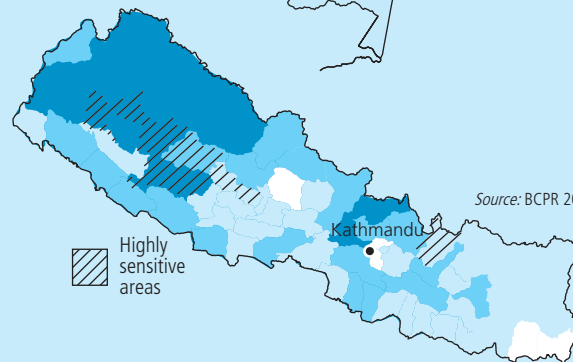 Source: BCPR 20
Kathmandu
Highly
sensitive
areas